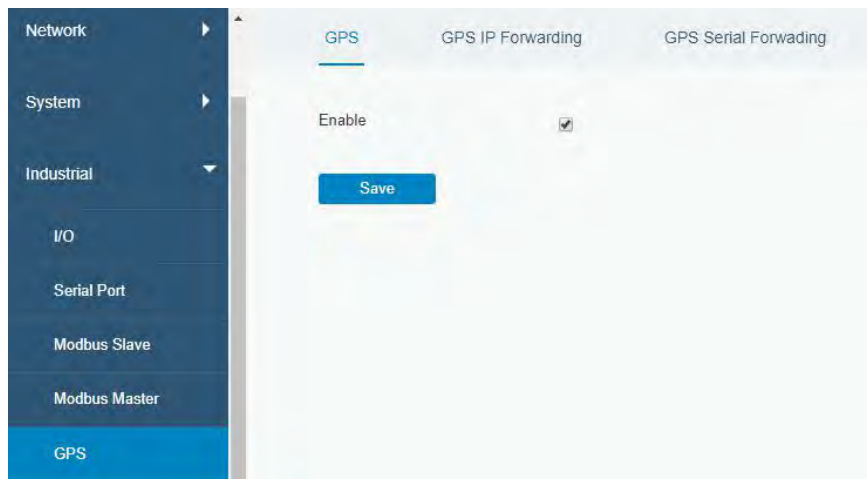 Network
System
Industrial
I/O
Serial Port
Modbus Slave
Modbus Master
GPS
GPS GPS IP Forwarding GPS Serial Forwading
Enable
Save